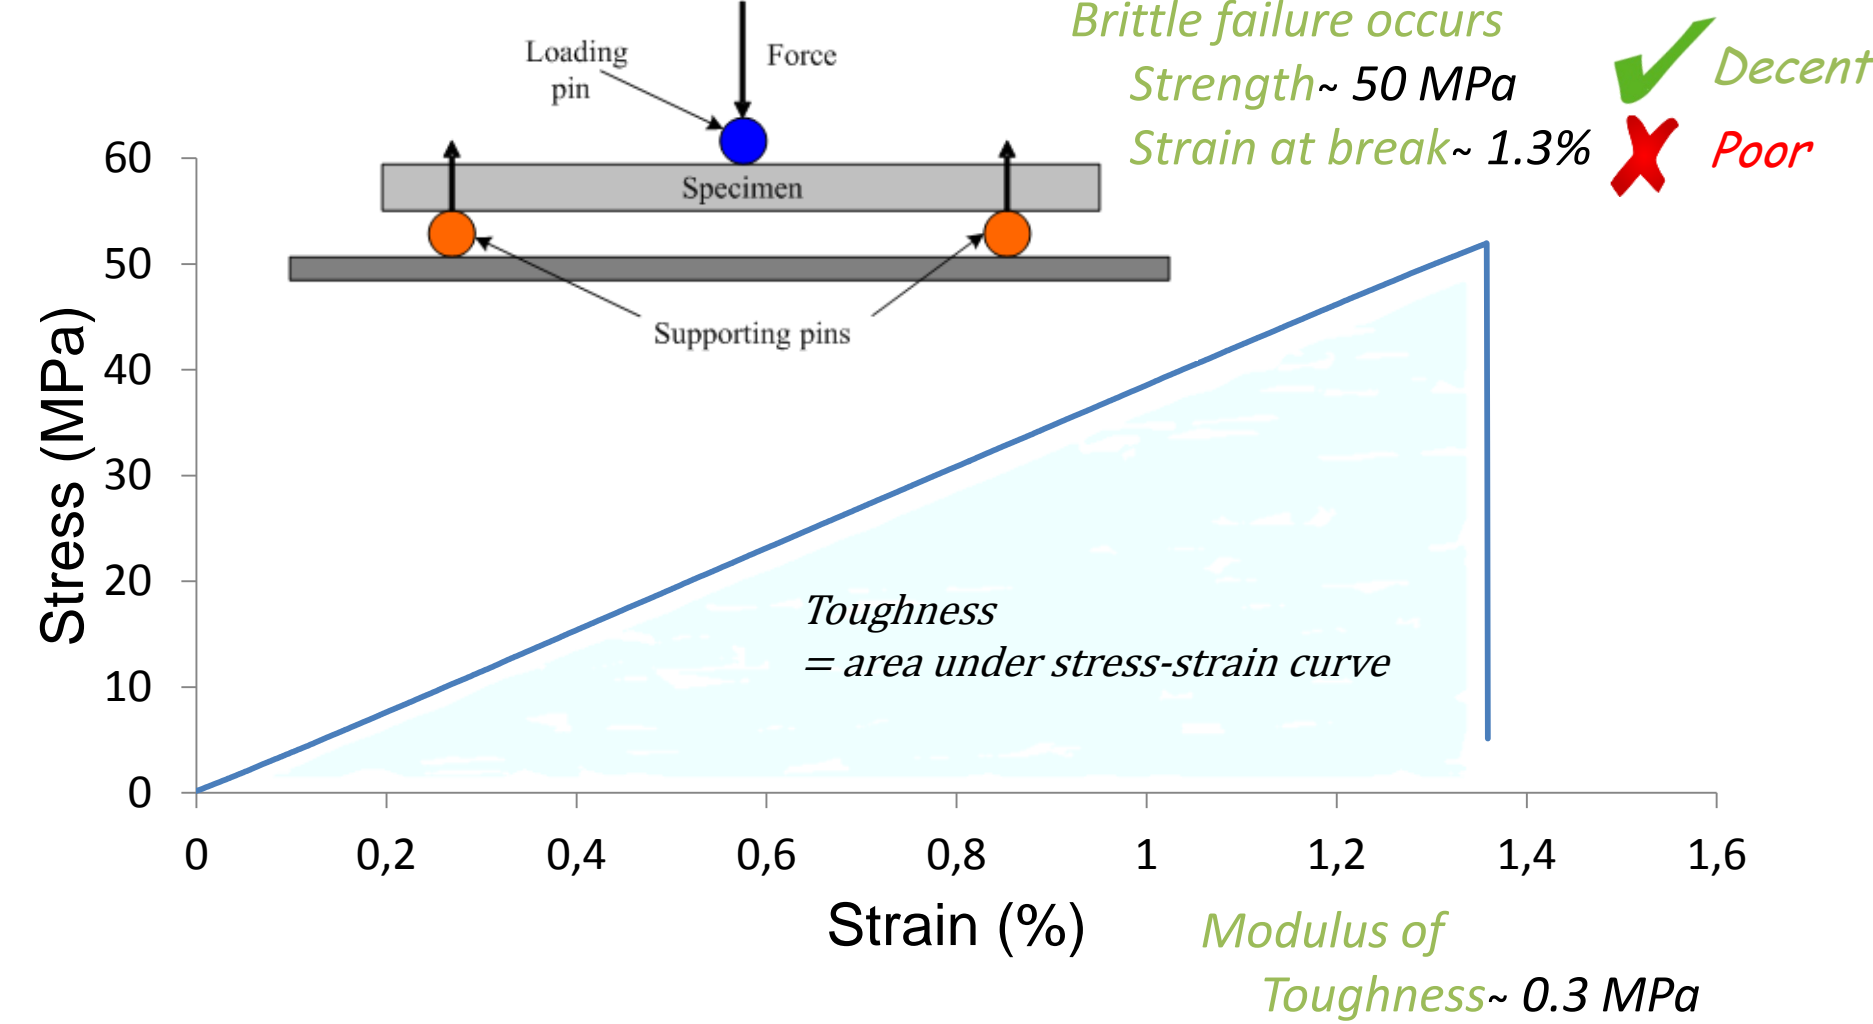 Brittle failure occurs
Strength~ 50 MPa
Decent
Strain at break~ 1.3%
Poor
Loading
pin
Force
Specimen
Supporting pins
Stress (MPa)
60
50
40
30
20
10
0
Toughness
= area under stress-strain curve
0
0,2
0,4
0,6
0,8
1
1,2
1,4
1,6
Strain (%)
Modulus of
Toughness~ 0.3 MPa